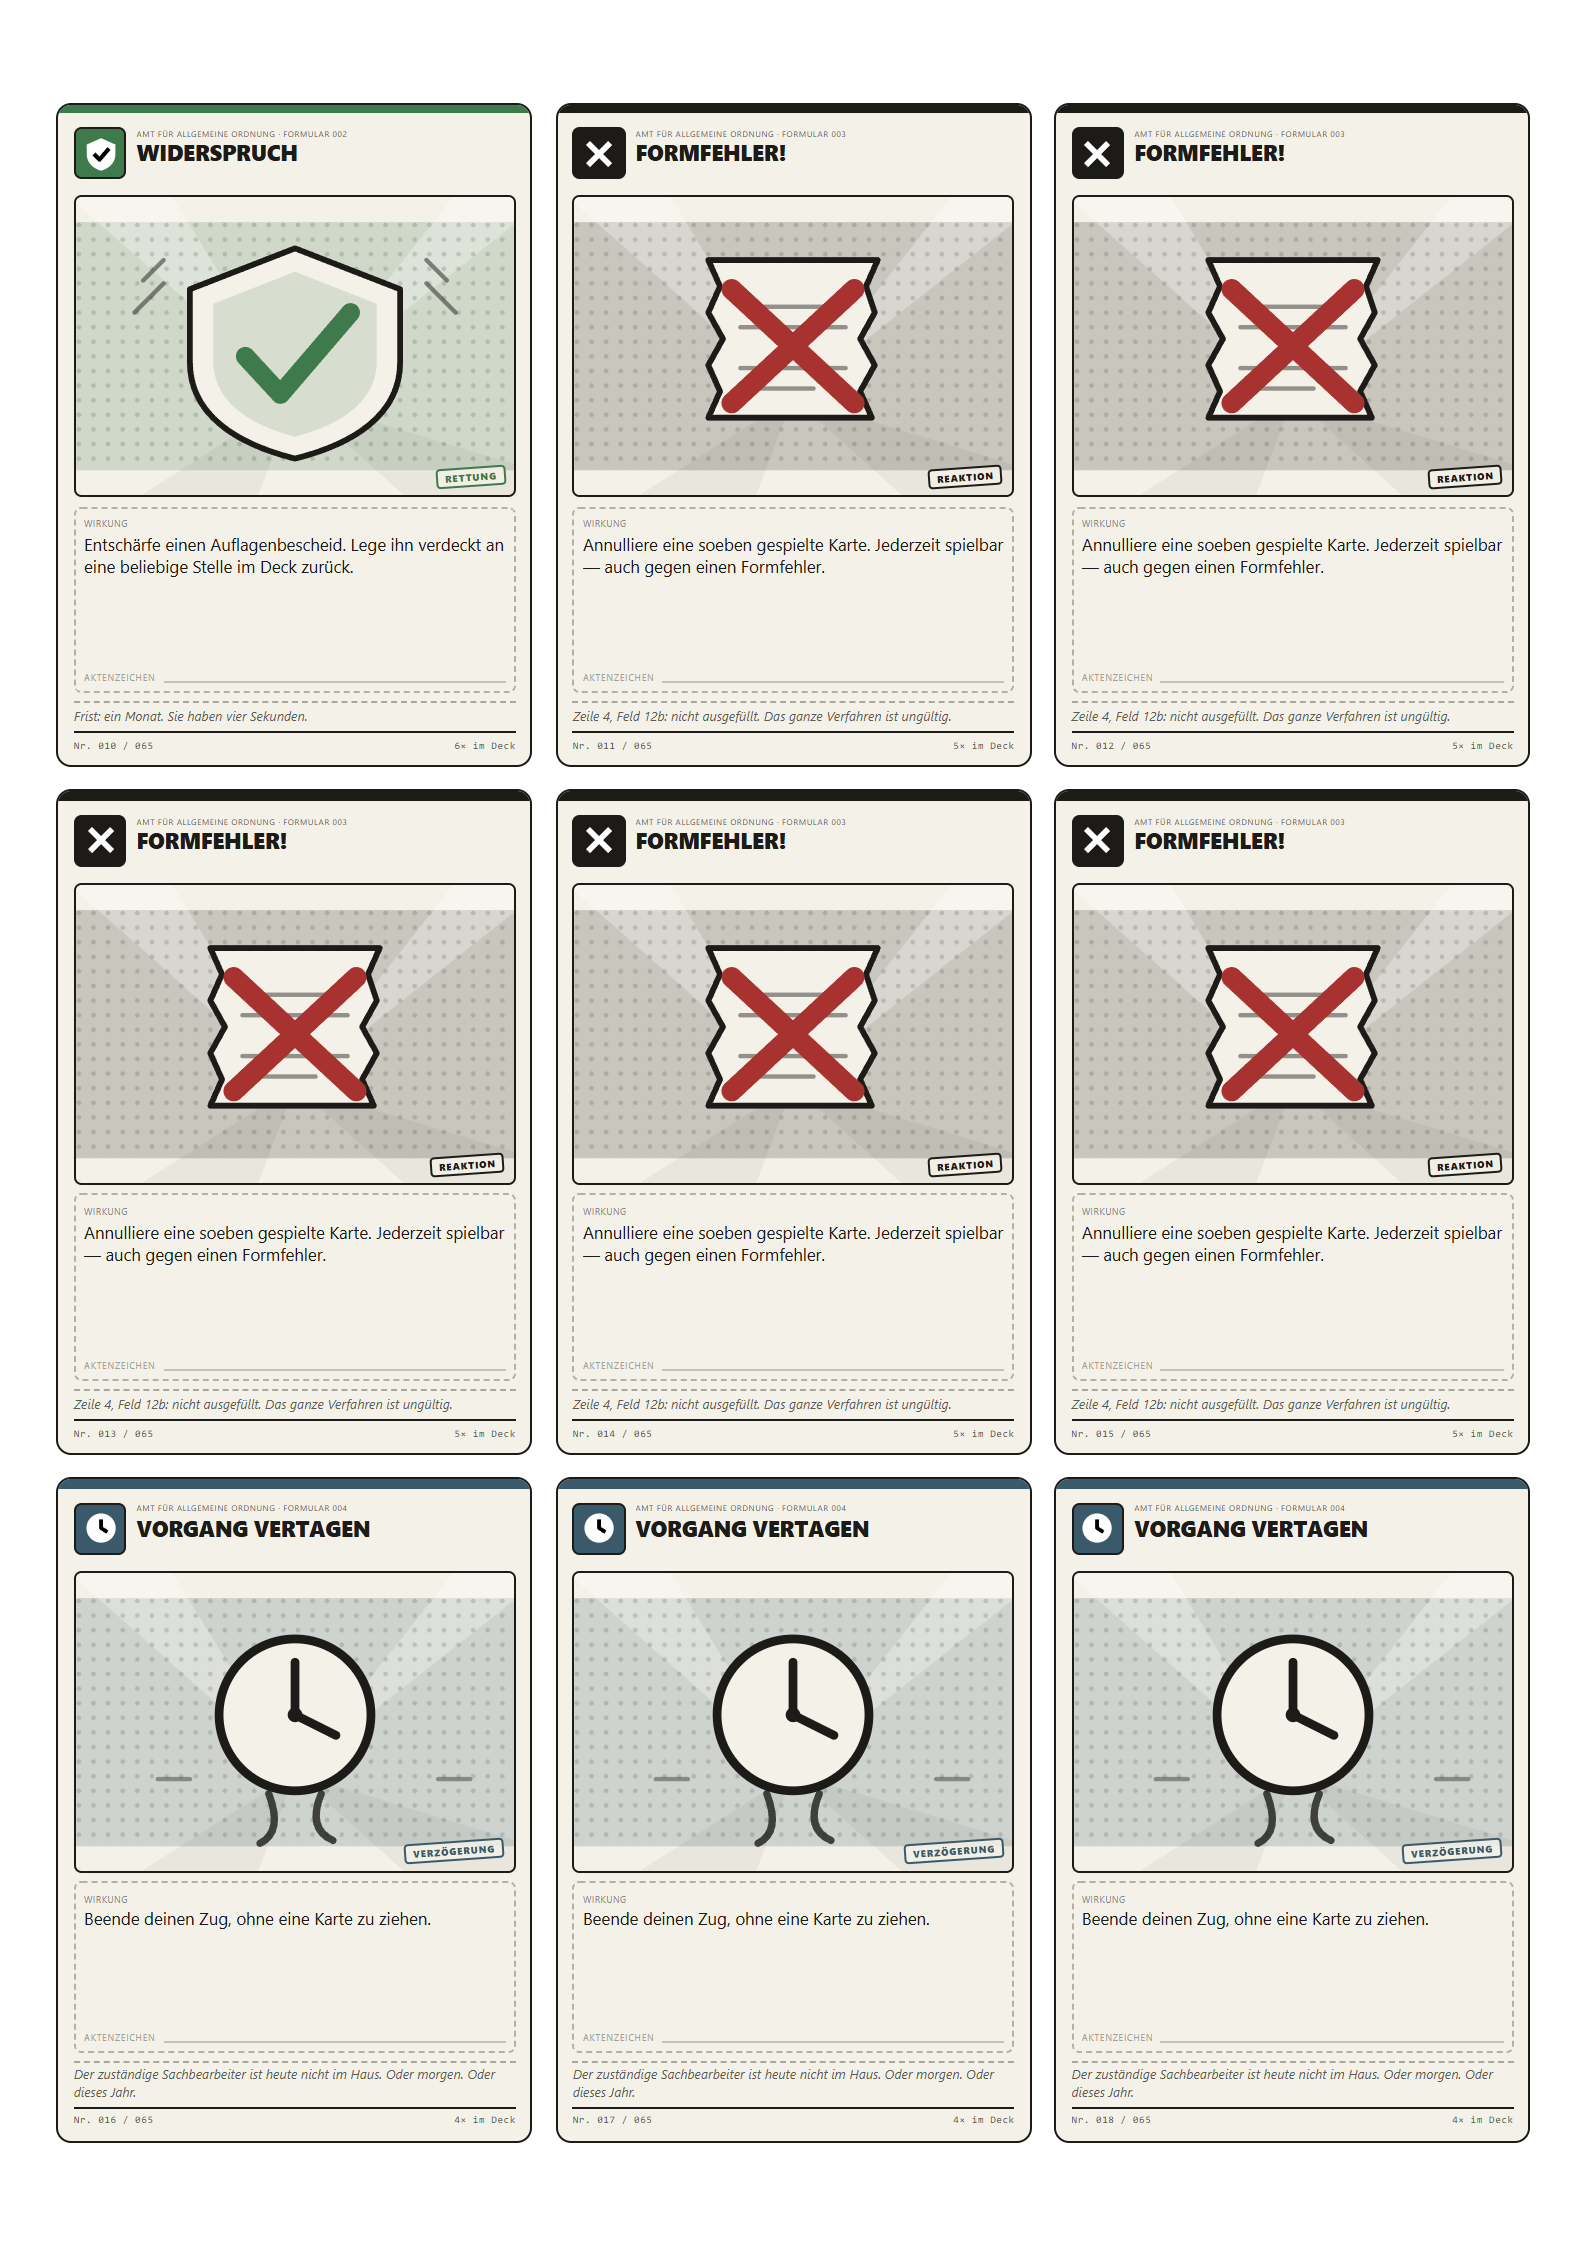 AMT FÜR ALLGEMEINE ORDNUNG · FORMULAR 002
WIDERSPRUCH
RETTUNG
WIRKUNG
Entschärfe einen Auflagenbescheid. Lege ihn verdeckt an
eine beliebige Stelle im Deck zurück.
AKTENZEICHEN
Frist: ein Monat. Sie haben vier Sekunden.
Nr. 010 / 065
6× im Deck
AMT FÜR ALLGEMEINE ORDNUNG · FORMULAR 003
FORMFEHLER!
REAKTION
WIRKUNG
Annulliere eine soeben gespielte Karte. Jederzeit spielbar
— auch gegen einen Formfehler.
AKTENZEICHEN
Zeile 4, Feld 12b: nicht ausgefüllt. Das ganze Verfahren ist ungültig.
Nr. 011 / 065
5× im Deck
AMT FÜR ALLGEMEINE ORDNUNG · FORMULAR 003
FORMFEHLER!
REAKTION
WIRKUNG
Annulliere eine soeben gespielte Karte. Jederzeit spielbar
— auch gegen einen Formfehler.
AKTENZEICHEN
Zeile 4, Feld 12b: nicht ausgefüllt. Das ganze Verfahren ist ungültig.
Nr. 012 / 065
5× im Deck
AMT FÜR ALLGEMEINE ORDNUNG · FORMULAR 003
FORMFEHLER!
REAKTION
WIRKUNG
Annulliere eine soeben gespielte Karte. Jederzeit spielbar
— auch gegen einen Formfehler.
AKTENZEICHEN
Zeile 4, Feld 12b: nicht ausgefüllt. Das ganze Verfahren ist ungültig.
Nr. 013 / 065
5× im Deck
AMT FÜR ALLGEMEINE ORDNUNG · FORMULAR 003
FORMFEHLER!
REAKTION
WIRKUNG
Annulliere eine soeben gespielte Karte. Jederzeit spielbar
— auch gegen einen Formfehler.
AKTENZEICHEN
Zeile 4, Feld 12b: nicht ausgefüllt. Das ganze Verfahren ist ungültig.
Nr. 014 / 065
5× im Deck
AMT FÜR ALLGEMEINE ORDNUNG · FORMULAR 003
FORMFEHLER!
REAKTION
WIRKUNG
Annulliere eine soeben gespielte Karte. Jederzeit spielbar
— auch gegen einen Formfehler.
AKTENZEICHEN
Zeile 4, Feld 12b: nicht ausgefüllt. Das ganze Verfahren ist ungültig.
Nr. 015 / 065
5× im Deck
AMT FÜR ALLGEMEINE ORDNUNG · FORMULAR 004
VORGANG VERTAGEN
VERZÖGERUNG
WIRKUNG
Beende deinen Zug, ohne eine Karte zu ziehen.
AKTENZEICHEN
Der zuständige Sachbearbeiter ist heute nicht im Haus. Oder morgen. Oder
dieses Jahr.
Nr. 016 / 065
4× im Deck
AMT FÜR ALLGEMEINE ORDNUNG · FORMULAR 004
VORGANG VERTAGEN
VERZÖGERUNG
WIRKUNG
Beende deinen Zug, ohne eine Karte zu ziehen.
AKTENZEICHEN
Der zuständige Sachbearbeiter ist heute nicht im Haus. Oder morgen. Oder
dieses Jahr.
Nr. 017 / 065
4× im Deck
AMT FÜR ALLGEMEINE ORDNUNG · FORMULAR 004
VORGANG VERTAGEN
VERZÖGERUNG
WIRKUNG
Beende deinen Zug, ohne eine Karte zu ziehen.
AKTENZEICHEN
Der zuständige Sachbearbeiter ist heute nicht im Haus. Oder morgen. Oder
dieses Jahr.
Nr. 018 / 065
4× im Deck